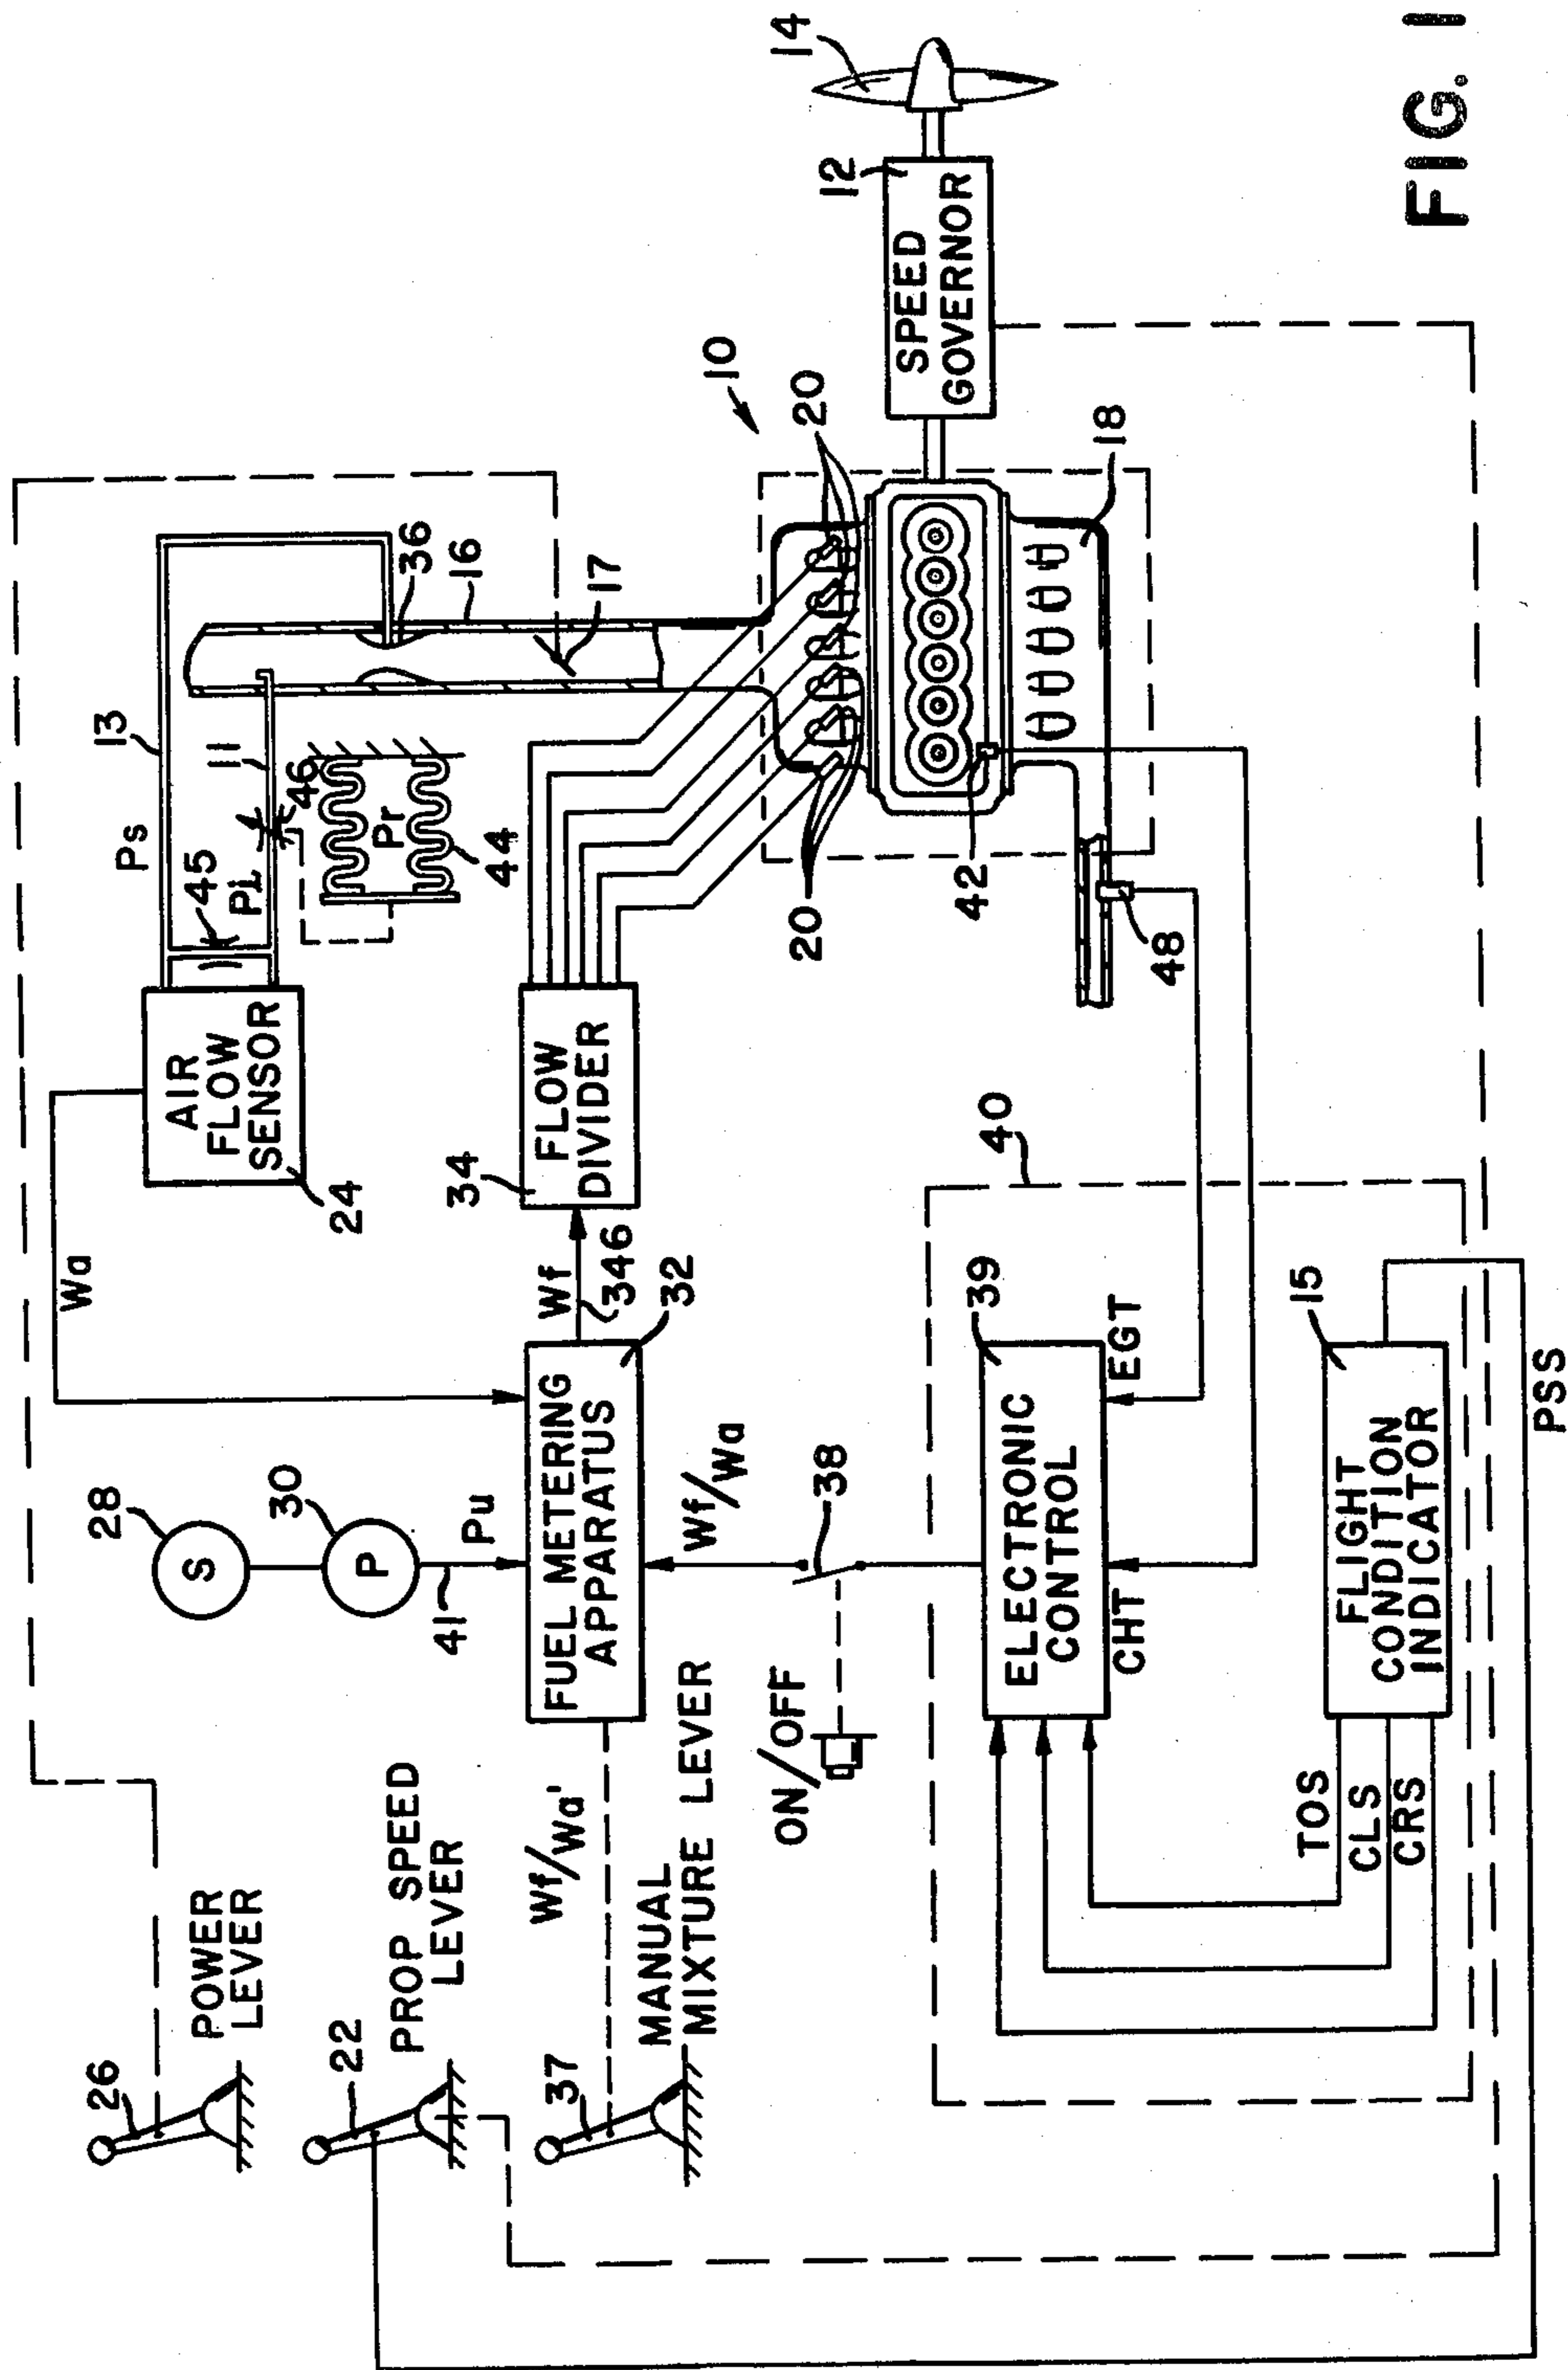 26
POWER
LEVER
22
PROP SPEED
LEVER
37
MANUAL
MIXTURE LEVER
Wf/Wa'
28
S
30
P
41
Pu
FUEL METERING
APPARATUS
32
Wa
AIR
FLOW
SENSOR
24
Ps
13
45
Pi
11
46
Pr
44
36
16
17
Wf
346
34
FLOW
DIVIDER
20
20
10
42
18
48
12
SPEED
GOVERNOR
14
Wf/Wa
38
ON/OFF
40
39
ELECTRONIC
CONTROL
CHT
EGT
15
FLIGHT
CONDITION
INDICATOR
TOS
CLS
CRS
PSS
FIG. 1